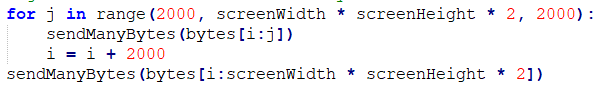 for j in range(2000, screenWidth * screenHeight * 2, 2000):
    sendManyBytes(bytes[i:j])
    i = i + 2000
sendManyBytes(bytes[i:screenWidth * screenHeight * 2])